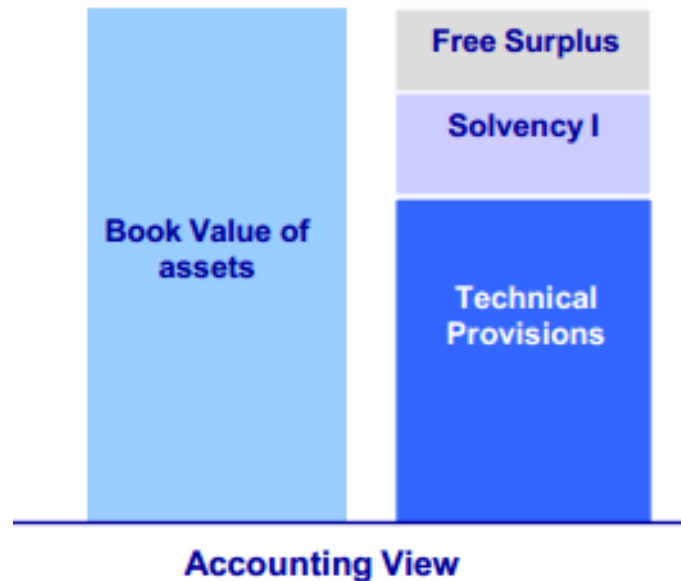 Free Surplus
Solvency I
Book Value of
assets
Technical
Provisions
Accounting View